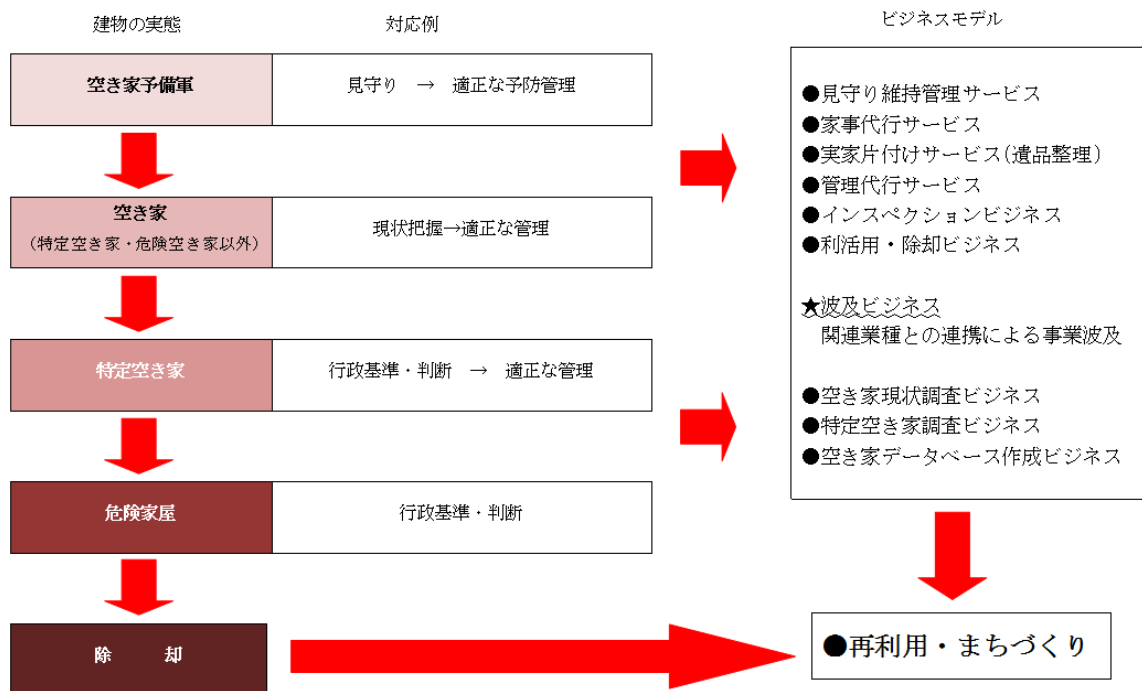 建物の実態
対応例
ビジネスモデル
空き家予備軍
見守り　→　適正な予防管理
空き家
（特定空き家・危険空き家以外）
現状把握→適正な管理
特定空き家
行政基準・判断　→　適正な管理
危険家屋
行政基準・判断
除　　却
●見守り維持管理サービス
●家事代行サービス
●実家片付けサービス(遺品整理)
●管理代行サービス
●インスペクションビジネス
●利活用・除却ビジネス
★波及ビジネス
関連業種との連携による事業波及
●空き家現状調査ビジネス
●特定空き家調査ビジネス
●空き家データベース作成ビジネス
●再利用・まちづくり